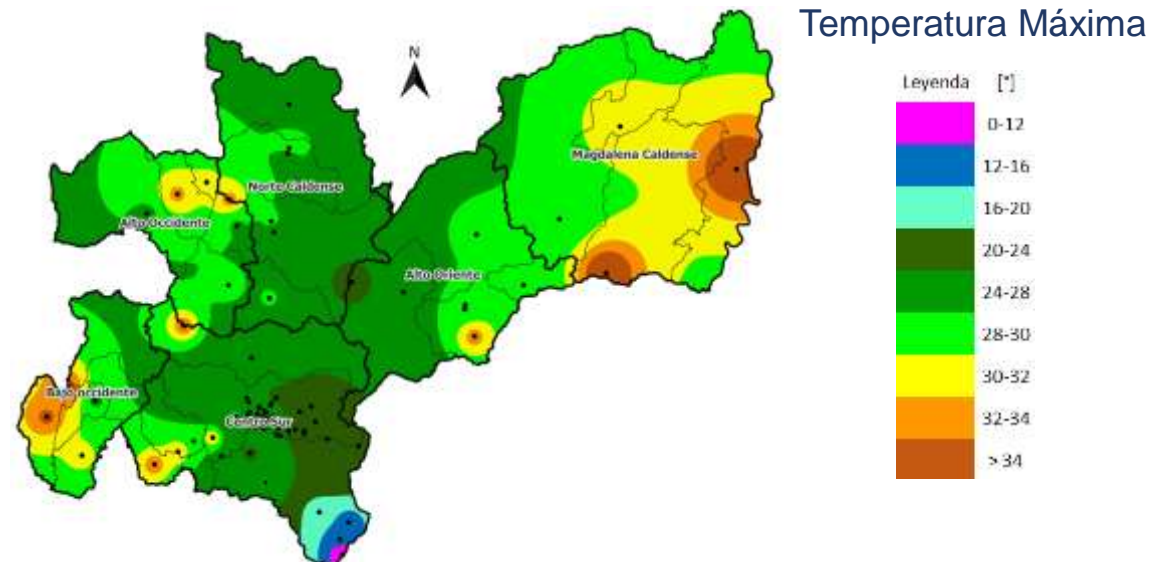 Temperatura Máxima
N
Leyenda [°]
0-12
12-16
16-20
20-24
24-28
28-30
30-32
32-34
> 34
Magdalena Caldense
Norte Caldense
Alto Occidente
Alto Oriente
Bajo occidente
Centro Sur